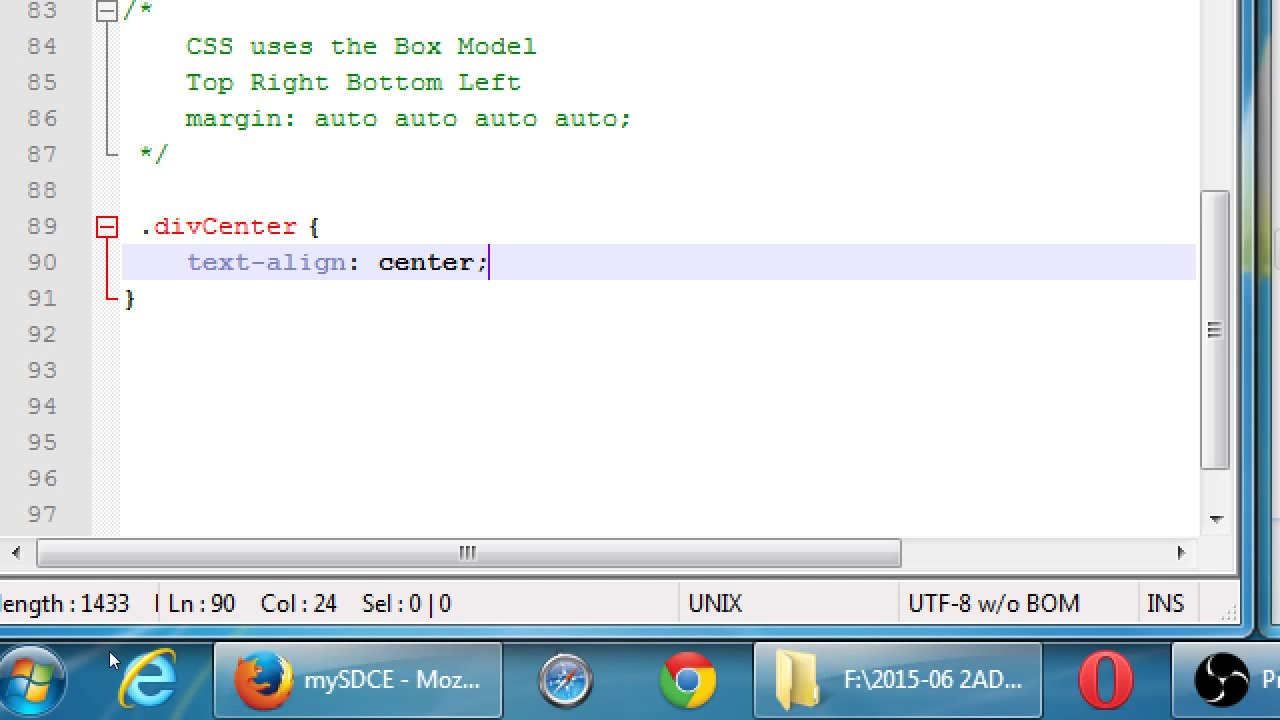 83 /*
84 CSS uses the Box Model
85 Top Right Bottom Left
86 margin: auto auto auto auto;
87 */
88
89 .divCenter {
90 text-align: center;
91 }
92
93
94
95
96
97
ength : 1433 Ln : 90 Col : 24 Sel : 0 | 0 UNIX UTF-8 w/o BOM INS
mySDCE - Moz... F:\2015-06 2AD...